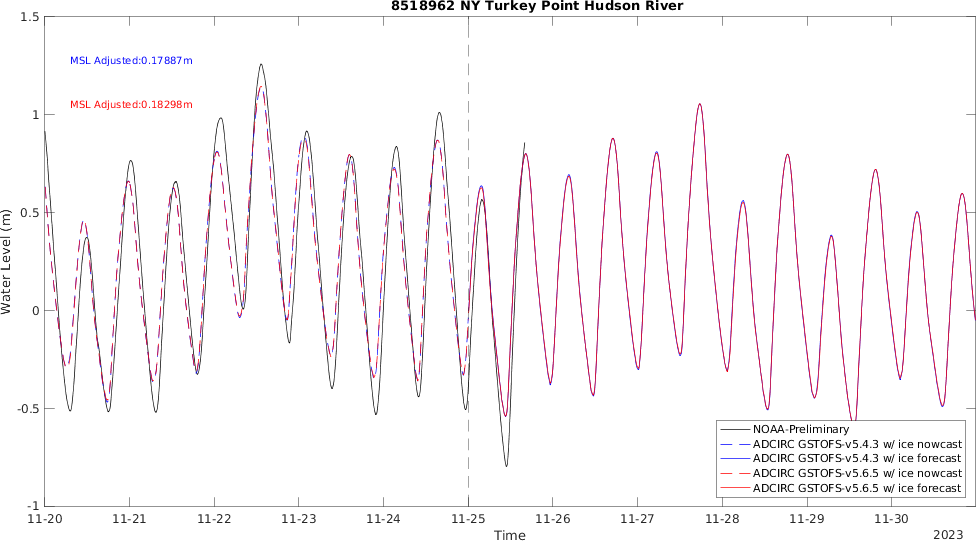 8518962 NY Turkey Point Hudson River
1.5
MSL Adjusted:0.17887m
MSL Adjusted:0.18298m
1
0.5
0
-0.5
-1
Water Level (m)
NOAA-Preliminary
ADCIRC GSTOFS-v5.4.3 w/ ice nowcast
ADCIRC GSTOFS-v5.4.3 w/ ice forecast
ADCIRC GSTOFS-v5.6.5 w/ ice nowcast
ADCIRC GSTOFS-v5.6.5 w/ ice forecast
11-20 11-21 11-22 11-23 11-24 11-25 11-26 11-27 11-28 11-29 11-30
Time
2023